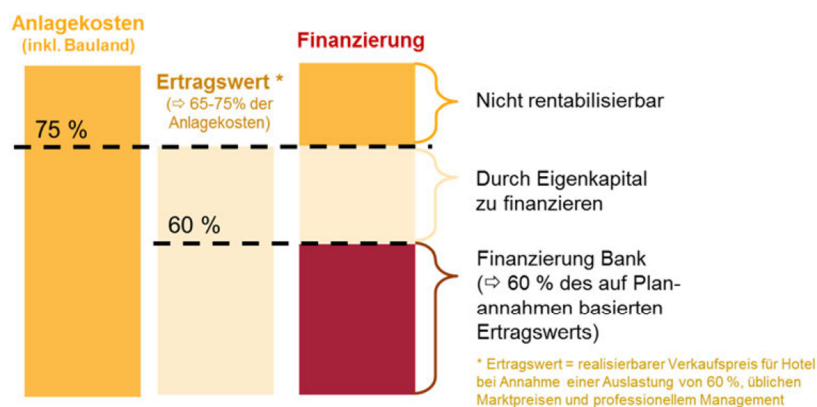 Anlagekosten
(inkl. Bauland)
Finanzierung
Ertragswert *
(⇨ 65-75% der
Anlagekosten)
75 %
60 %
Nicht rentabilisierbar
Durch Eigenkapital
zu finanzieren
Finanzierung Bank
(⇨ 60 % des auf Plan-
annahmen basierten
Ertragswerts)
* Ertragswert = realisierbarer Verkaufspreis für Hotel
bei Annahme einer Auslastung von 60 %, üblichen
Marktpreisen und professionellem Management